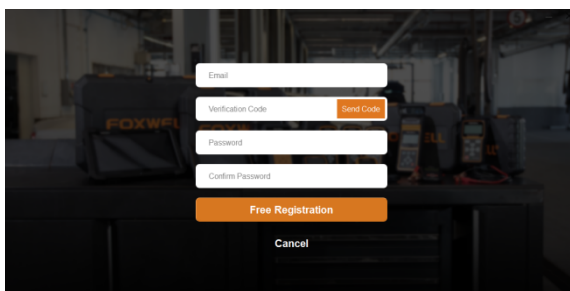 Email
Verification Code Send Code
FOXWELL
Password
Confirm Password
Free Registration
Cancel